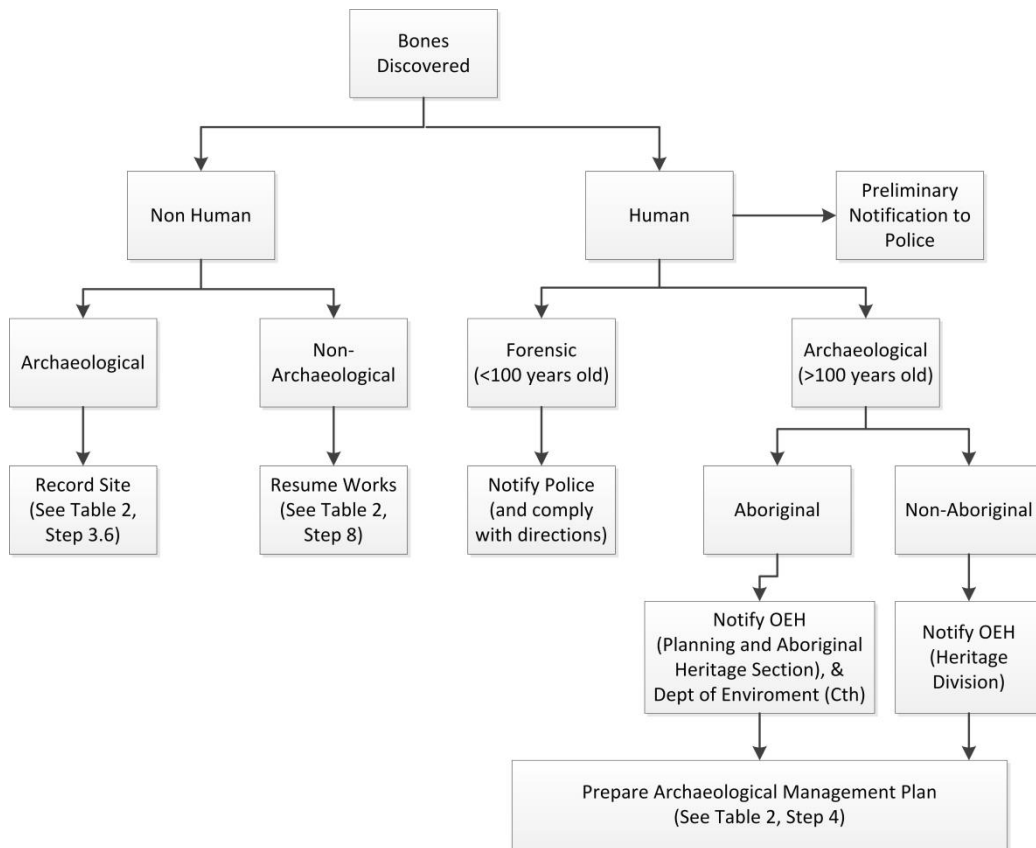 Bones
Discovered
Non Human
Human
Preliminary
Notification to
Police
Archaeological
Non-
Archaeological
Forensic
(<100 years old)
Archaeological
(>100 years old)
Record Site
(See Table 2,
Step 3.6)
Resume Works
(See Table 2,
Step 8)
Notify Police
(and comply
with directions)
Aboriginal
Non-Aboriginal
Notify OEH
(Planning and Aboriginal
Heritage Section), &
Dept of Enviroment (Cth)
Notify OEH
(Heritage
Division)
Prepare Archaeological Management Plan
(See Table 2, Step 4)